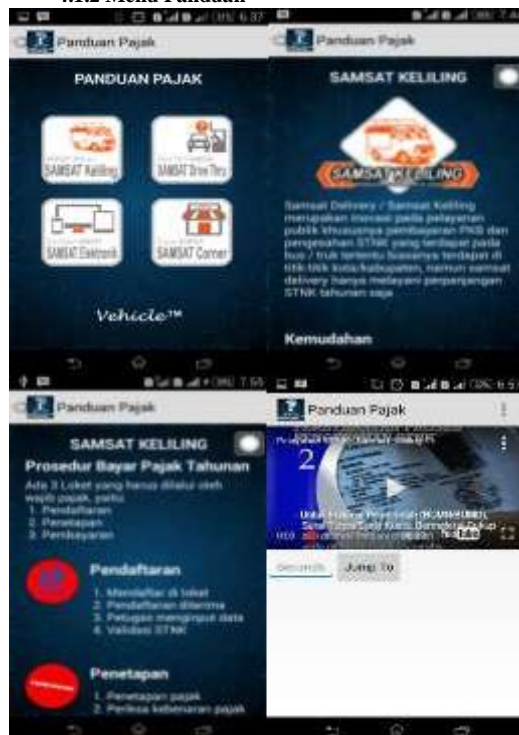 4.1.2 Menu Panduan
6:37
Panduan Pajak
PANDUAN PAJAK
SAMSAT Keliling
SAMSAT Drive Thru
SAMSAT Elektronik
SAMSAT Corner
Vehicle™
Panduan Pajak
SAMSAT KELILING
SAMSAT KELILING
Samsat Delivery / Samsat Keliling
merupakan inovasi pada pelayanan
publik khususnya pembayaran PKB dan
pengesahan STNK yang terdapat pada
bus / truk tertentu biasanya terdapat di
titik-titik kota/kabupaten, namun samsat
delivery hanya melayani perpanjangan
STNK tahunan saja
Kemudahan
7:55
Panduan Pajak
SAMSAT KELILING
Prosedur Bayar Pajak Tahunan
Ada 3 Loket yang harus dilalui oleh
wajib pajak, yaitu
1. Pendaftaran
2. Penetapan
3. Pembayaran
Pendaftaran
1. Mendaftar di loket
2. Pendaftaran diterima
3. Petugas menginput data
4. Validasi STNK
Penetapan
1. Penetapan pajak
2. Periksa kebenaran pajak
Panduan Pajak
2
Jump To